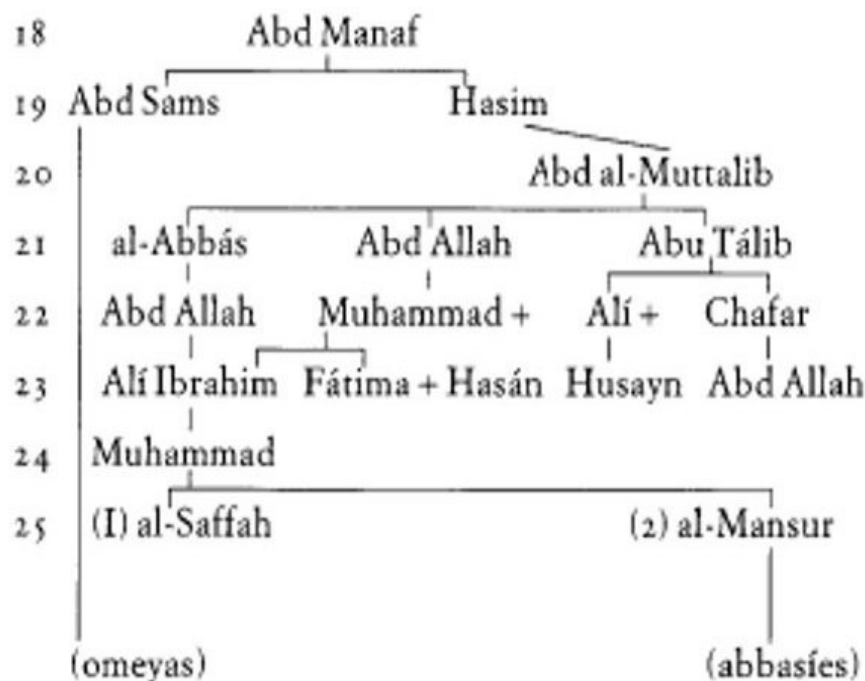 18 Abd Manaf
19 Abd Sams Hasim
20 Abd al-Muttalib
21 al-Abbás Abd Allah Abu Tálib
22 Abd Allah Muhammad + Alí + Chafar
23 Alí Ibrahim Fátima + Hasán Husayn Abd Allah
24 Muhammad
25 (I) al-Saffah (2) al-Mansur
(omeyas) (abbasíes)